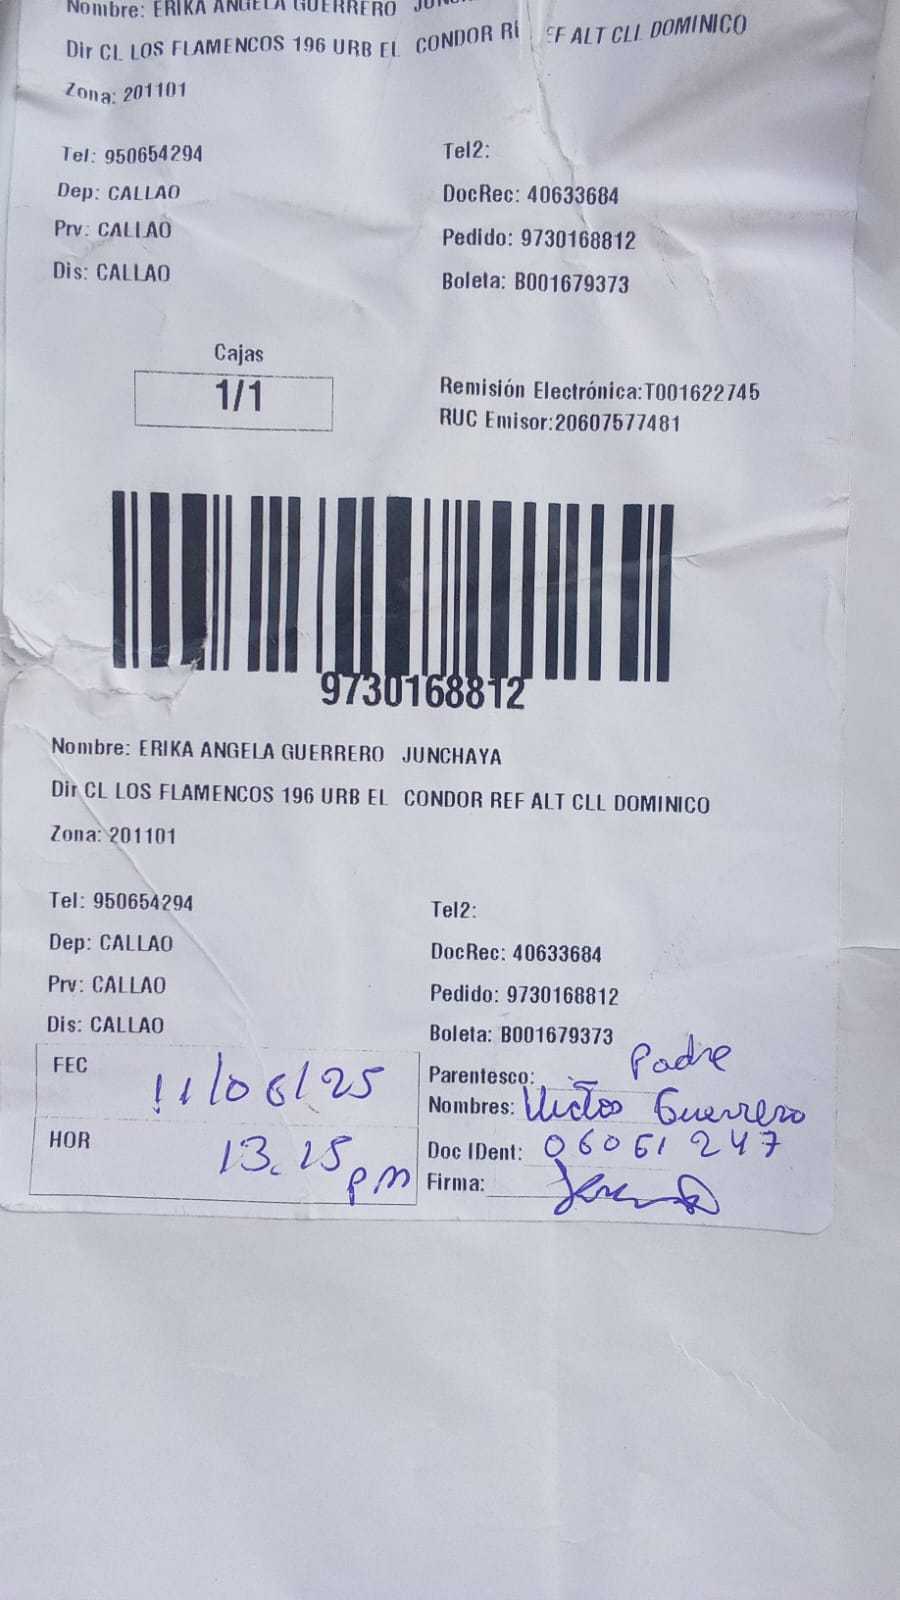 Nombre: ERIKA ANGELA GUERRERO
Dir CL LOS FLAMENCOS 196 URB EL CONDOR ALT CLL DOMINICO
Zona: 201101
Tel: 950654294 Tel2:
Dep: CALLAO DocRec: 40633684
Prv: CALLAO Pedido: 9730168812
Dis: CALLAO Boleta: B001679373
Cajas
1/1
Remisión Electrónica:T001622745
RUC Emisor:20607577481
9730168812
Nombre: ERIKA ANGELA GUERRERO JUNCHAYA
Dir CL LOS FLAMENCOS 196 URB EL CONDOR REF ALT CLL DOMINICO
Zona: 201101
Tel: 950654294 Tel2:
Dep: CALLAO DocRec: 40633684
Prv: CALLAO Pedido: 9730168812
Dis: CALLAO Boleta: B001679373
FEC 11/06/25 Parentesco: Padre
Nombres: Victor Guerrero
HOR 13.15 pm Doc IDent: 06061247
Firma: